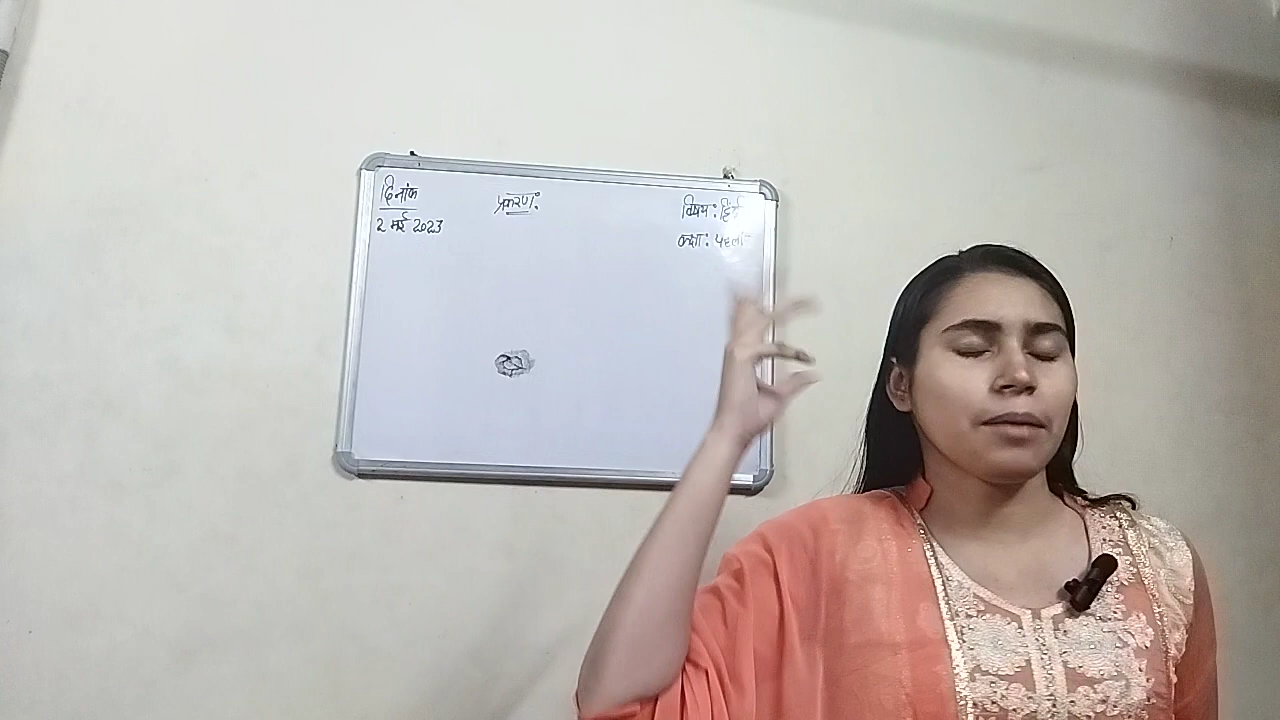 दिनांक
2 मई 2023
प्रकरण:
विषय: हिंदी
कक्षा: पहली